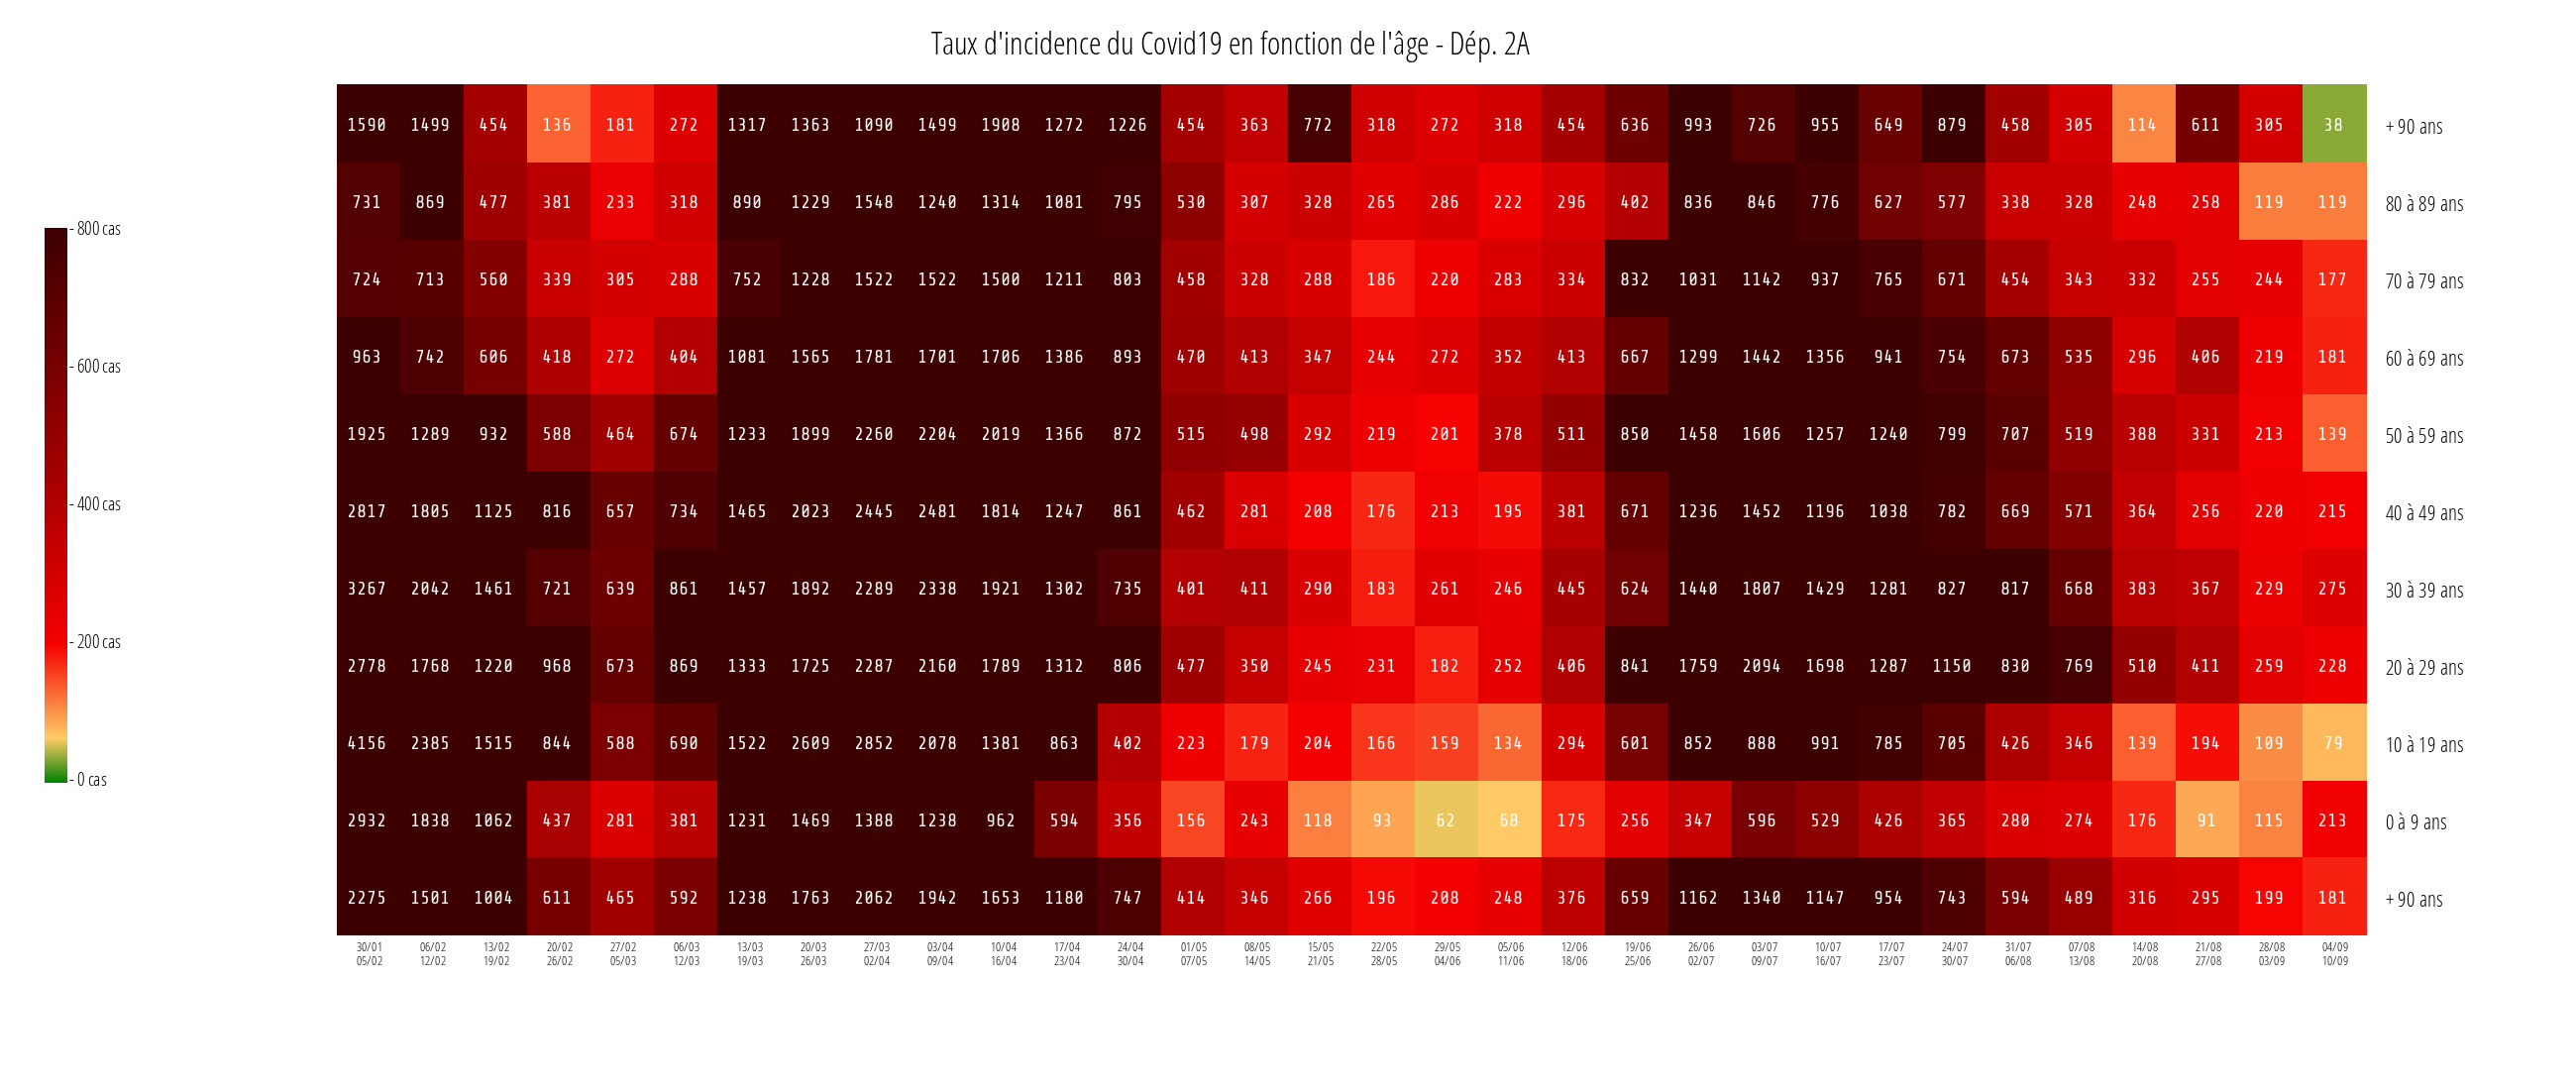 Taux d'incidence du Covid19 en fonction de l'âge - Dép. 2A
- 800 cas
- 600 cas
- 400 cas
- 200 cas
- 0 cas
1590 1499 454 136 181 272 1317 1363 1090 1499 1908 1272 1226 454 363 772 318 272 318 454 636 993 726 955 649 879 458 305 114 611 305 38 + 90 ans
731 869 477 381 233 318 890 1229 1548 1240 1314 1081 795 530 307 328 265 286 222 296 402 836 846 776 627 577 338 328 248 258 119 119 80 à 89 ans
724 713 560 339 305 288 752 1228 1522 1522 1500 1211 803 458 328 288 186 220 283 334 832 1031 1142 937 765 671 454 343 332 255 244 177 70 à 79 ans
963 742 606 418 272 404 1081 1565 1781 1701 1706 1386 893 470 413 347 244 272 352 413 667 1299 1442 1356 941 754 673 535 296 406 219 181 60 à 69 ans
1925 1289 932 588 464 674 1233 1899 2260 2204 2019 1366 872 515 498 292 219 201 378 511 850 1458 1606 1257 1240 799 707 519 388 331 213 139 50 à 59 ans
2817 1805 1125 816 657 734 1465 2023 2445 2481 1814 1247 861 462 281 208 176 213 195 381 671 1236 1452 1196 1038 782 669 571 364 256 220 215 40 à 49 ans
3267 2042 1461 721 639 861 1457 1892 2289 2338 1921 1302 735 401 411 290 183 261 246 445 624 1440 1807 1429 1281 827 817 668 383 367 229 275 30 à 39 ans
2778 1768 1220 968 673 869 1333 1725 2287 2160 1789 1312 806 477 350 245 231 182 252 406 841 1759 2094 1698 1287 1150 830 769 510 411 259 228 20 à 29 ans
4156 2385 1515 844 588 690 1522 2609 2852 2078 1381 863 402 223 179 204 166 159 134 294 601 852 888 991 785 705 426 346 139 194 109 79 10 à 19 ans
2932 1838 1062 437 281 381 1231 1469 1388 1238 962 594 356 156 243 118 93 62 68 175 256 347 596 529 426 365 280 274 176 91 115 213 0 à 9 ans
2275 1501 1004 611 465 592 1238 1763 2062 1942 1653 1180 747 414 346 266 196 208 248 376 659 1162 1340 1147 954 743 594 489 316 295 199 181 + 90 ans
30/01 06/02 13/02 20/02 27/02 06/03 13/03 20/03 27/03 03/04 10/04 17/04 24/04 01/05 08/05 15/05 22/05 29/05 05/06 12/06 19/06 26/06 03/07 10/07 17/07 24/07 31/07 07/08 14/08 21/08 28/08 04/09
05/02 12/02 19/02 26/02 05/03 12/03 19/03 26/03 02/04 09/04 16/04 23/04 30/04 07/05 14/05 21/05 28/05 04/06 11/06 18/06 25/06 02/07 09/07 16/07 23/07 30/07 06/08 13/08 20/08 27/08 03/09 10/09